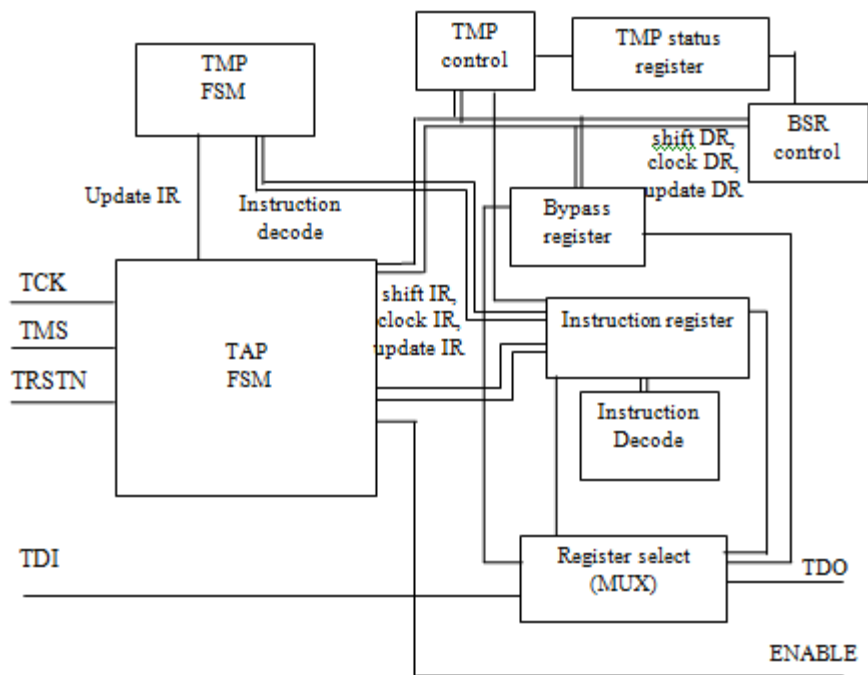 TMP
FSM
TMP
control
TMP status
register
BSR
control
shift DR,
clock DR,
update DR
Update IR
Instruction
decode
Bypass
register
TCK
TMS
TRSTN
TAP
FSM
shift IR,
clock IR,
update IR
Instruction register
Instruction
Decode
TDI
Register select
(MUX)
TDO
ENABLE